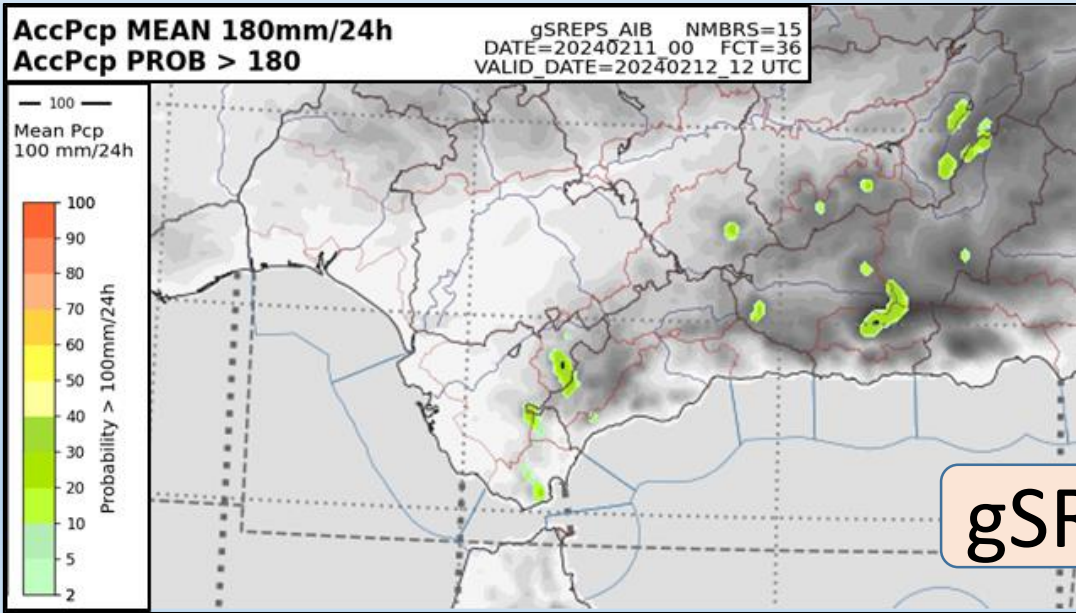 AccPcp MEAN 180mm/24h
AccPcp PROB > 180
gSREPS_AIB NMBRS=15
DATE=20240211_00 FCT=36
VALID_DATE=20240212_12 UTC
100
Mean Pcp
100 mm/24h
100
90
80
70
60
50
40
30
20
10
5
2
Probability > 100mm/24h
gSR